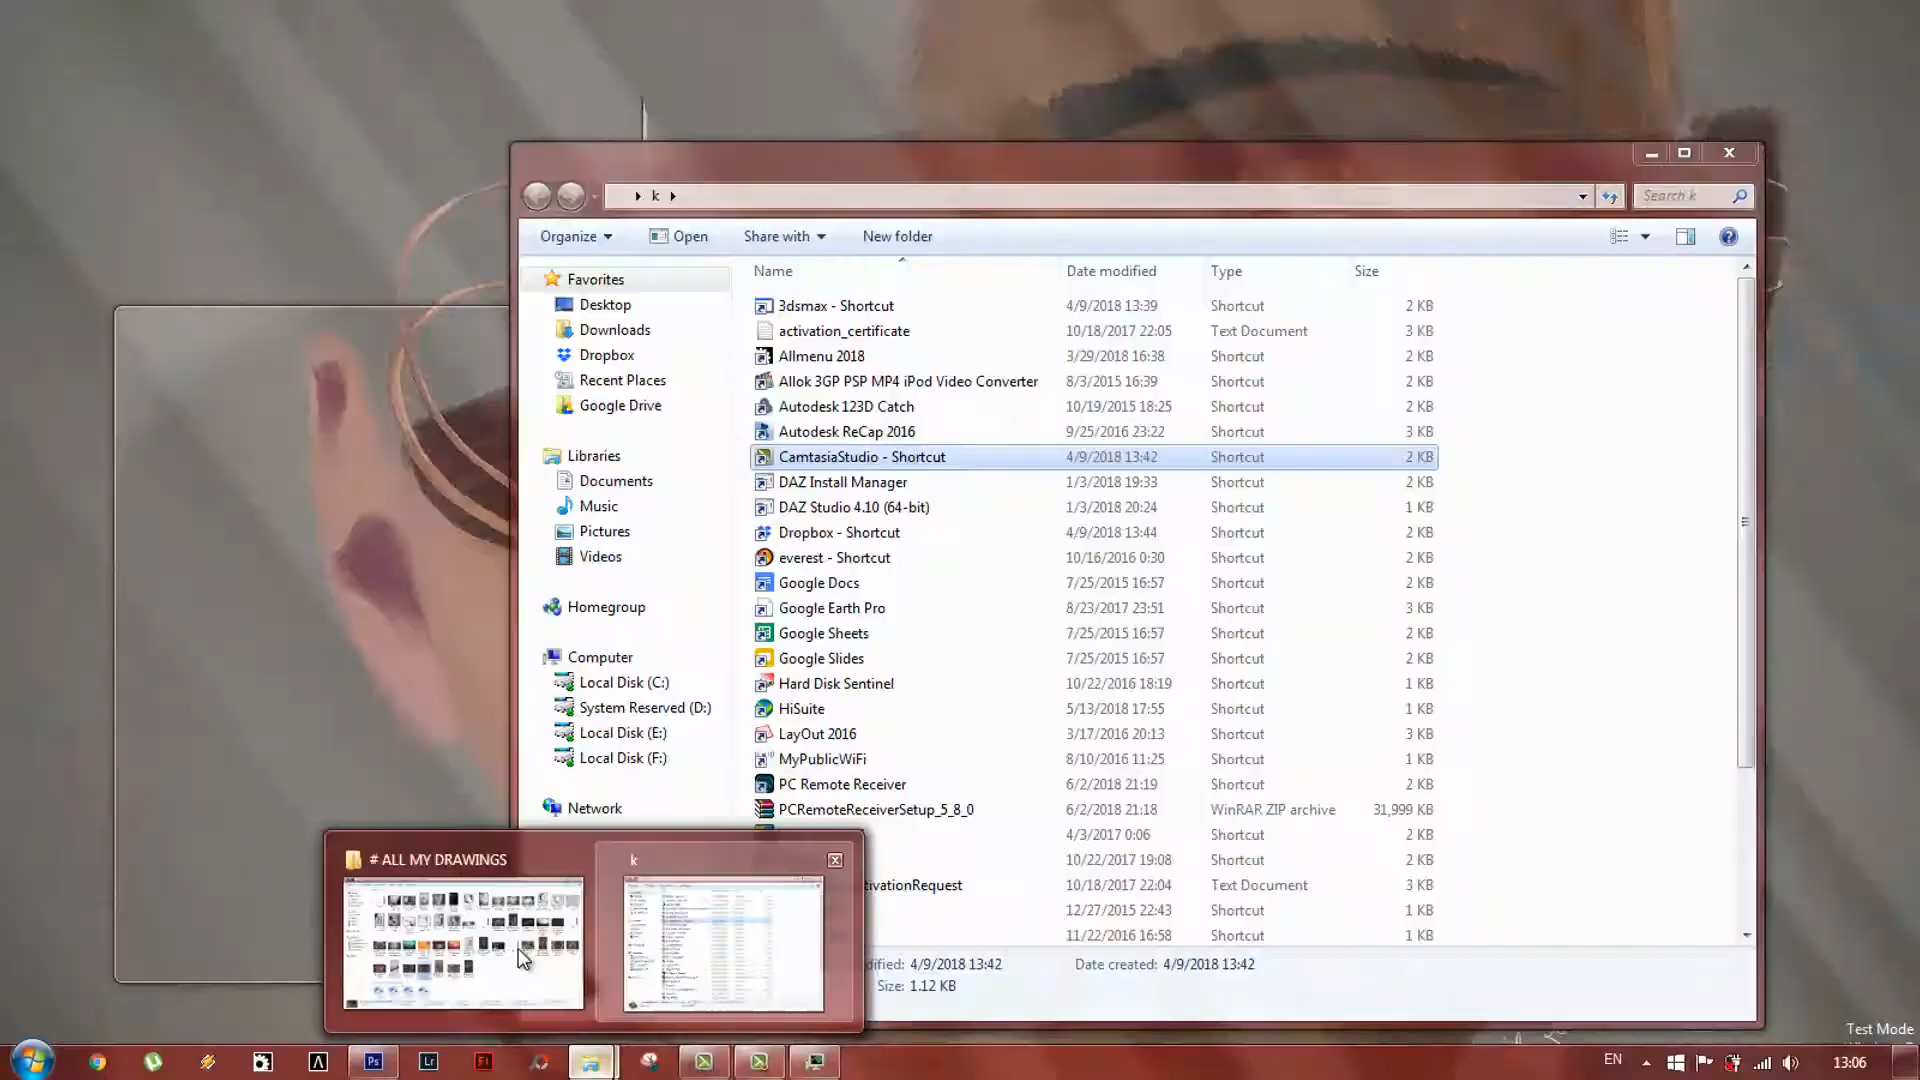 k
Search k
Organize Open Share with New folder
Name Date modified Type Size
Favorites
Desktop
Downloads
Dropbox
Recent Places
Google Drive
Libraries
Documents
Music
Pictures
Videos
Homegroup
Computer
Local Disk (C:)
System Reserved (D:)
Local Disk (E:)
Local Disk (F:)
Network
3dsmax - Shortcut 4/9/2018 13:39 Shortcut 2 KB
activation_certificate 10/18/2017 22:05 Text Document 3 KB
Allmenu 2018 3/29/2018 16:38 Shortcut 2 KB
Allok 3GP PSP MP4 iPod Video Converter 8/3/2015 16:39 Shortcut 2 KB
Autodesk 123D Catch 10/19/2015 18:25 Shortcut 2 KB
Autodesk ReCap 2016 9/25/2016 23:22 Shortcut 3 KB
CamtasiaStudio - Shortcut 4/9/2018 13:42 Shortcut 2 KB
DAZ Install Manager 1/3/2018 19:33 Shortcut 2 KB
DAZ Studio 4.10 (64-bit) 1/3/2018 20:24 Shortcut 1 KB
Dropbox - Shortcut 4/9/2018 13:44 Shortcut 2 KB
everest - Shortcut 10/16/2016 0:30 Shortcut 2 KB
Google Docs 7/25/2015 16:57 Shortcut 2 KB
Google Earth Pro 8/23/2017 23:51 Shortcut 3 KB
Google Sheets 7/25/2015 16:57 Shortcut 2 KB
Google Slides 7/25/2015 16:57 Shortcut 2 KB
Hard Disk Sentinel 10/22/2016 18:19 Shortcut 1 KB
HiSuite 5/13/2018 17:55 Shortcut 1 KB
LayOut 2016 3/17/2016 20:13 Shortcut 3 KB
MyPublicWiFi 8/10/2016 11:25 Shortcut 1 KB
PC Remote Receiver 6/2/2018 21:19 Shortcut 2 KB
PCRemoteReceiverSetup_5_8_0 6/2/2018 21:18 WinRAR ZIP archive 31,999 KB
4/3/2017 0:06 Shortcut 2 KB
10/22/2017 19:08 Shortcut 2 KB
tivationRequest 10/18/2017 22:04 Text Document 3 KB
12/27/2015 22:43 Shortcut 1 KB
11/22/2016 16:58 Shortcut 1 KB
dified: 4/9/2018 13:42 Date created: 4/9/2018 13:42
Size: 1.12 KB
# ALL MY DRAWINGS
k
Test Mode
Ps Lr Fl
EN
13:06